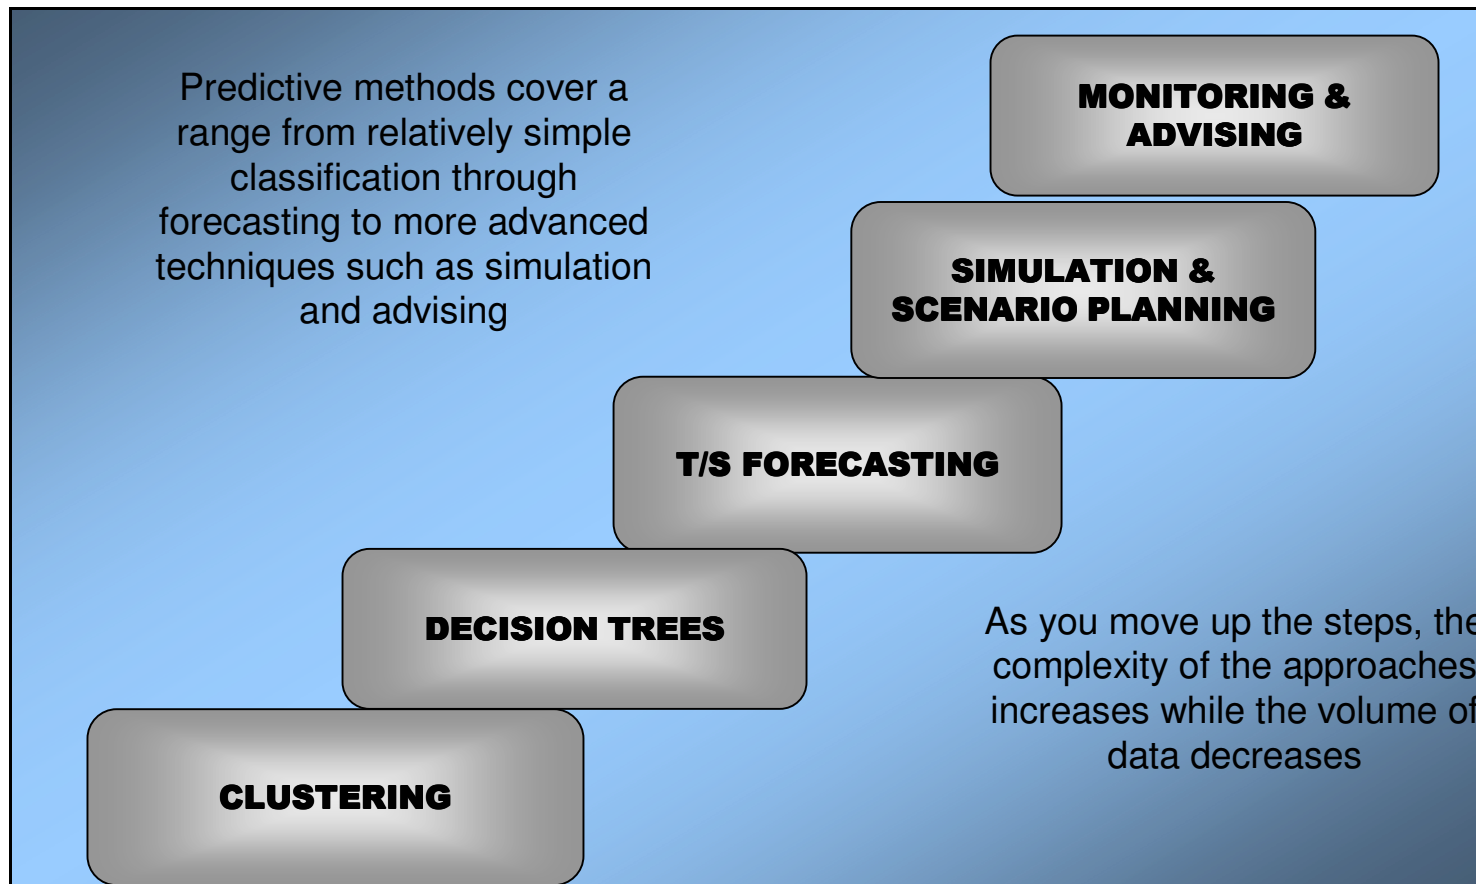 Predictive methods cover a
range from relatively simple
classification through
forecasting to more advanced
techniques such as simulation
and advising
MONITORING &
ADVISING
SIMULATION &
SCENARIO PLANNING
T/S FORECASTING
DECISION TREES
CLUSTERING
As you move up the steps, the
complexity of the approaches
increases while the volume of
data decreases